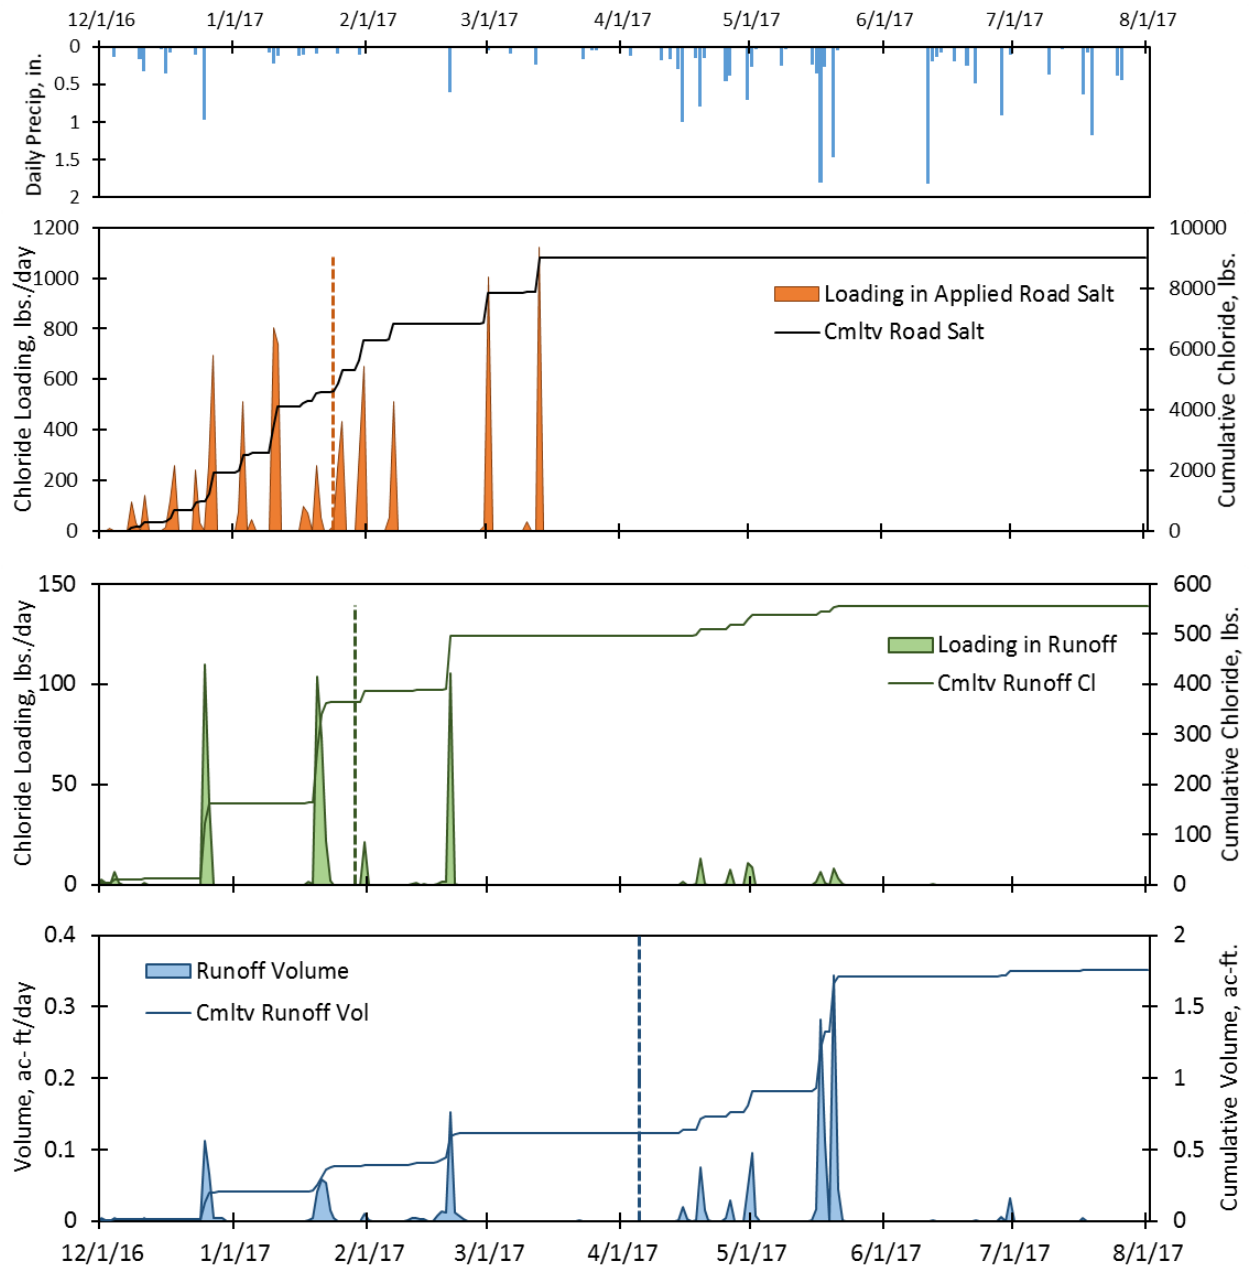 12/1/16 1/1/17 2/1/17 3/1/17 4/1/17 5/1/17 6/1/17 7/1/17 8/1/17
Daily Precip, in.
0
0.5
1
1.5
2
Chloride Loading, lbs./day
1200
1000
800
600
400
200
0
Loading in Applied Road Salt
Cmltv Road Salt
10000
8000
6000
4000
2000
0
Cumulative Chloride, lbs.
Chloride Loading, lbs./day
150
100
50
0
Loading in Runoff
Cmltv Runoff Cl
600
500
400
300
200
100
0
Cumulative Chloride, lbs.
Volume, ac- ft/day
0.4
0.3
0.2
0.1
0
Runoff Volume
Cmltv Runoff Vol
2
1.5
1
0.5
0
Cumulative Volume, ac-ft.
12/1/16 1/1/17 2/1/17 3/1/17 4/1/17 5/1/17 6/1/17 7/1/17 8/1/17